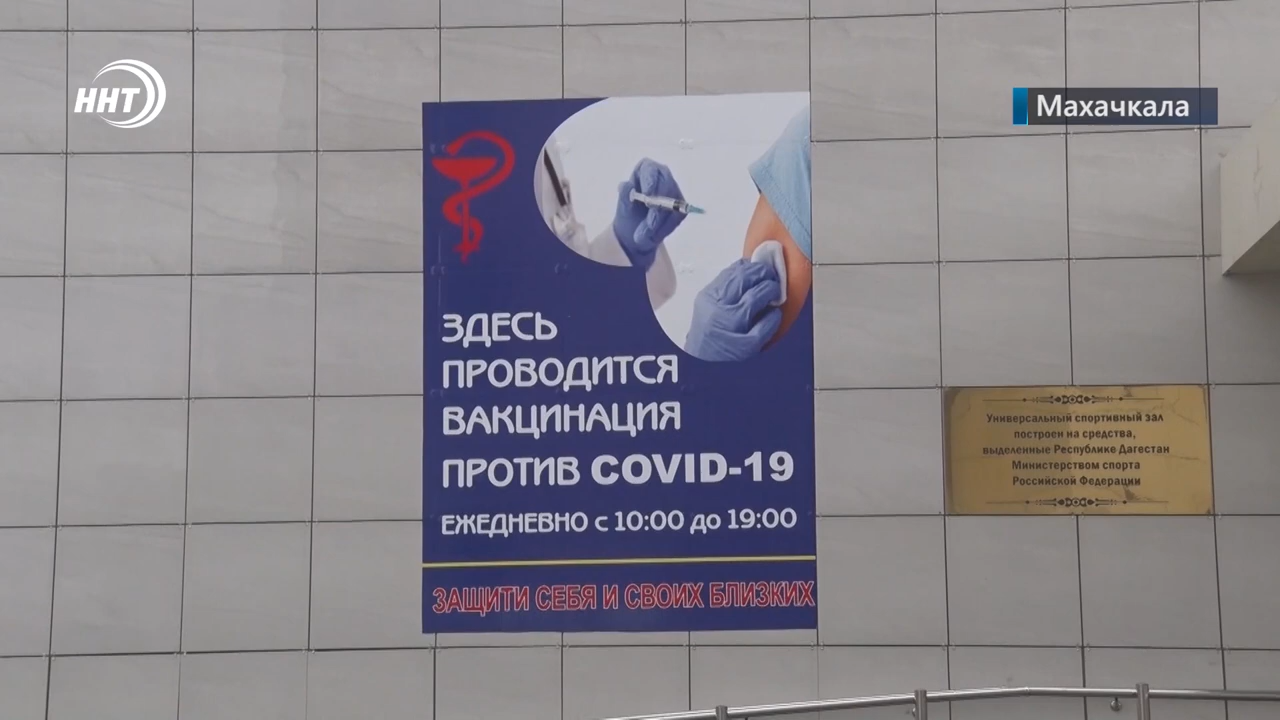 ННТ
Махачкала
ЗДЕСЬ
ПРОВОДИТСЯ
ВАКЦИНАЦИЯ
ПРОТИВ COVID-19
ЕЖЕДНЕВНО с 10:00 до 19:00
ЗАЩИТИ СЕБЯ И СВОИХ БЛИЗКИХ
Универсальный спортивный зал
построен на средства,
выделенные Республике Дагестан
Министерством спорта
Российской Федерации